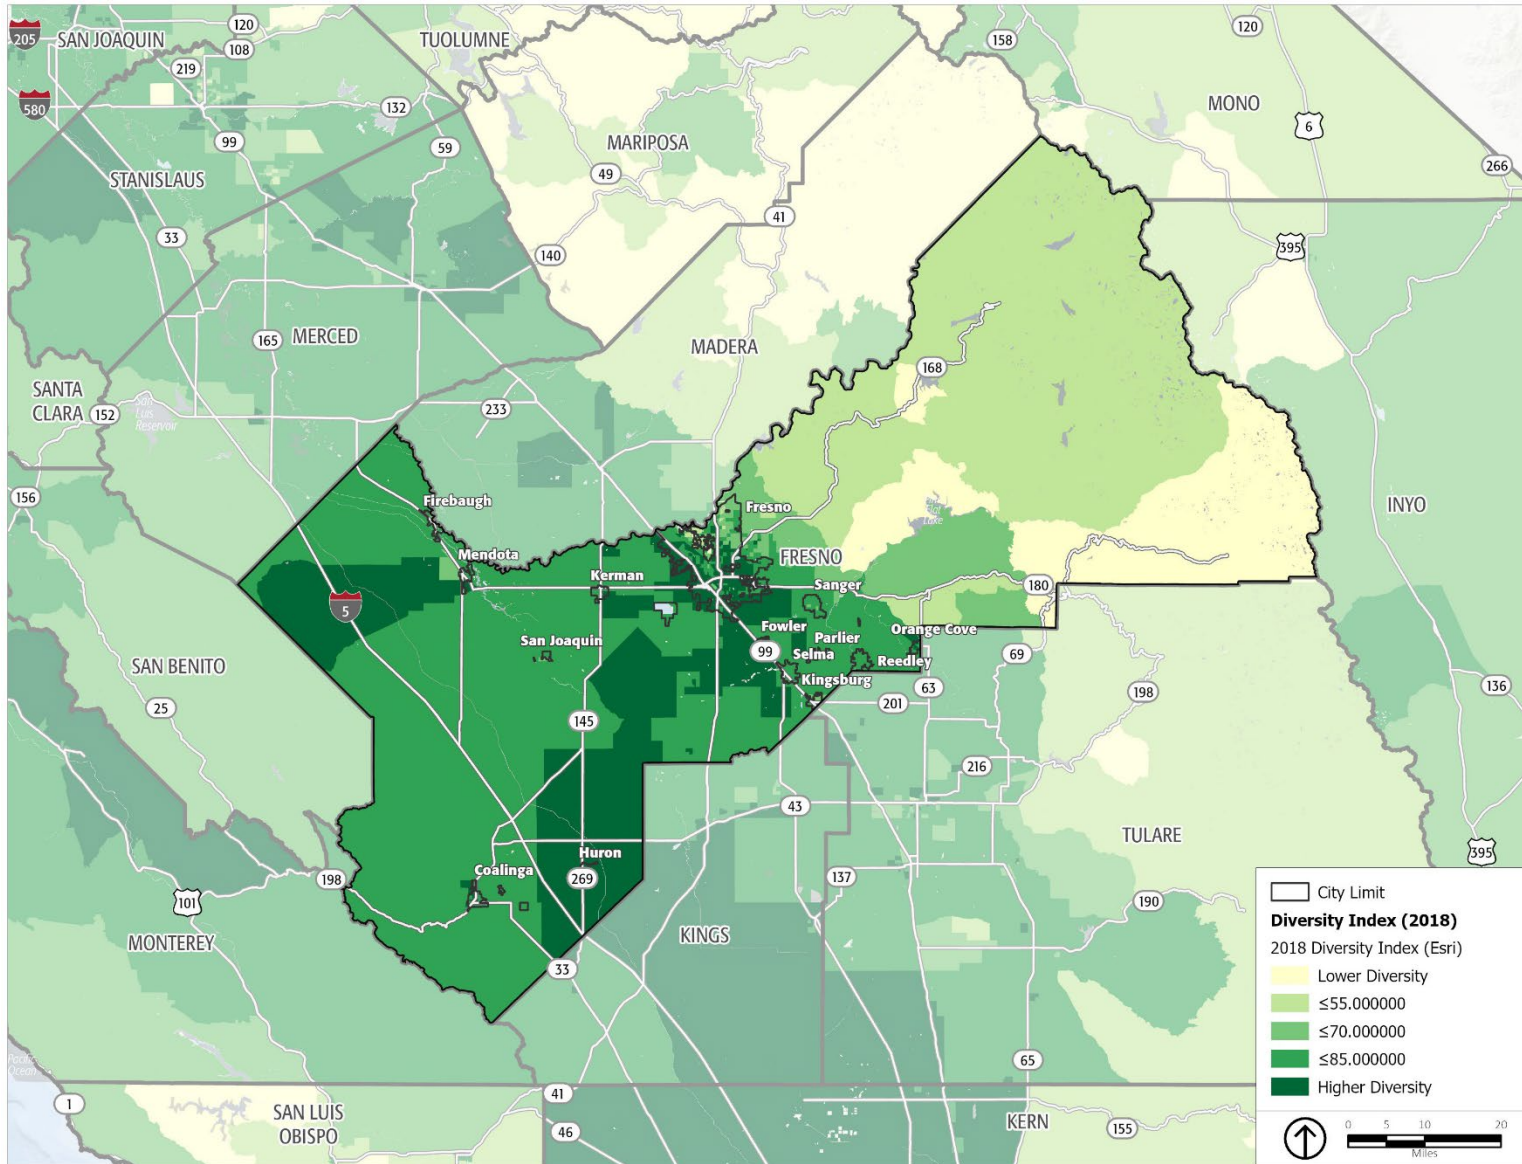 205
SAN JOAQUIN
120
108
TUOLUMNE
158
120
219
580
132
MONO
6
99
59
MARIPOSA
266
STANISLAUS
49
33
41
140
395
165
MERCED
MADERA
168
SANTA
CLARA
152
San
Luis
Reservoir
233
156
Firebaugh
Fresno
INYO
Mendota
FRESNO
Kerman
Sanger
180
5
Fowler
Parlier
Orange Cove
San Joaquin
99
Selma
Reedley
69
SAN BENITO
Kingsburg
63
198
136
25
145
201
216
43
TULARE
395
Huron
198
Coalinga
269
137
101
190
MONTEREY
KINGS
33
Pacific
Ocean
65
1
41
SAN LUIS
OBISPO
46
KERN
155
City Limit
Diversity Index (2018)
2018 Diversity Index (Esri)
Lower Diversity
≤55.000000
≤70.000000
≤85.000000
Higher Diversity
0 5 10 20
Miles